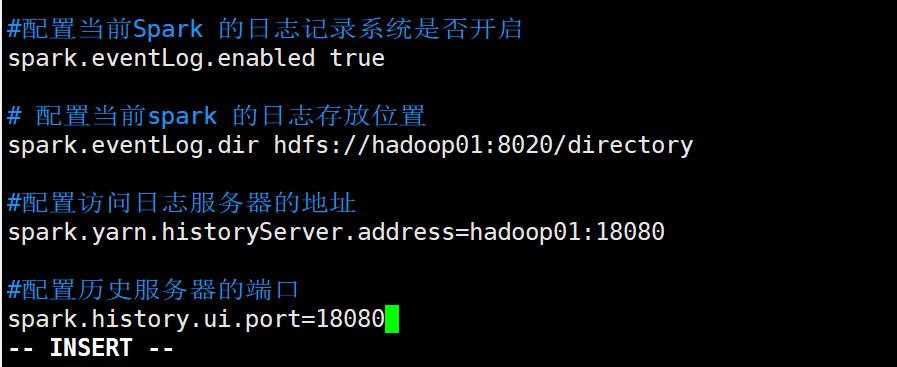 #配置当前Spark 的日志记录系统是否开启
spark.eventLog.enabled true
# 配置当前spark 的日志存放位置
spark.eventLog.dir hdfs://hadoop01:8020/directory
#配置访问日志服务器的地址
spark.yarn.historyServer.address=hadoop01:18080
#配置历史服务器的端口
spark.history.ui.port=18080
-- INSERT --